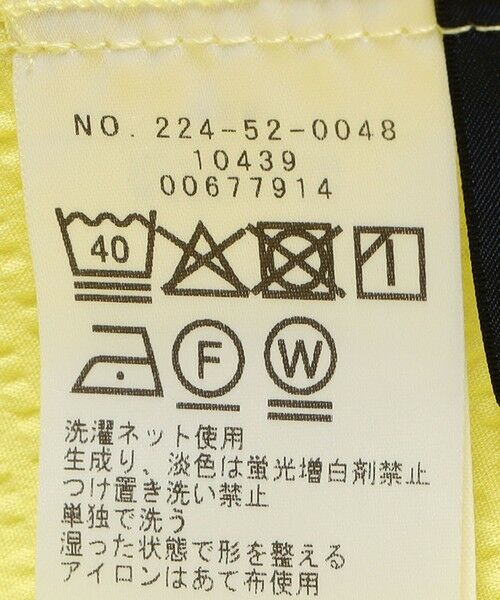 NO. 224-52-0048
10439
00677914
40
F W
洗濯ネット使用
生成り、淡色は蛍光増白剤禁止
つけ置き洗い禁止
単独で洗う
湿った状態で形を整える
アイロンはあて布使用